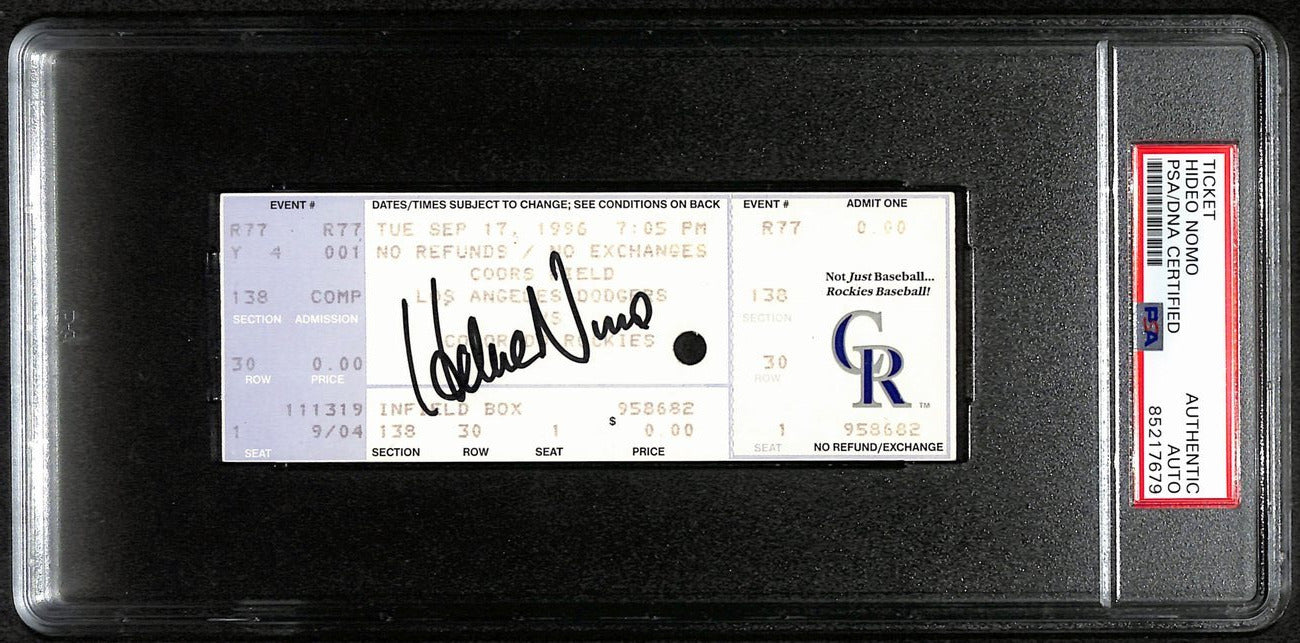 EVENT #
R77 R77
Y 4 001
138 COMP
SECTION ADMISSION
30 0.00
ROW PRICE
111319
1 9/04
SEAT
DATES/TIMES SUBJECT TO CHANGE; SEE CONDITIONS ON BACK
TUE SEP 17, 1996 7:05 PM
NO REFUNDS / NO EXCHANGES
COORS FIELD
LOS ANGELES DODGERS
VS
COLORADO ROCKIES
Hideo Nomo
INFIELD BOX 958682
138 30 1 $ 0.00
SECTION ROW SEAT PRICE
EVENT # ADMIT ONE
R77 0.00
Not Just Baseball...
Rockies Baseball!
138
SECTION
30
ROW
CR
TM
1 958682
SEAT NO REFUND/EXCHANGE
TICKET
HIDEO NOMO
PSA/DNA CERTIFIED
PSA
AUTHENTIC
AUTO
85217679